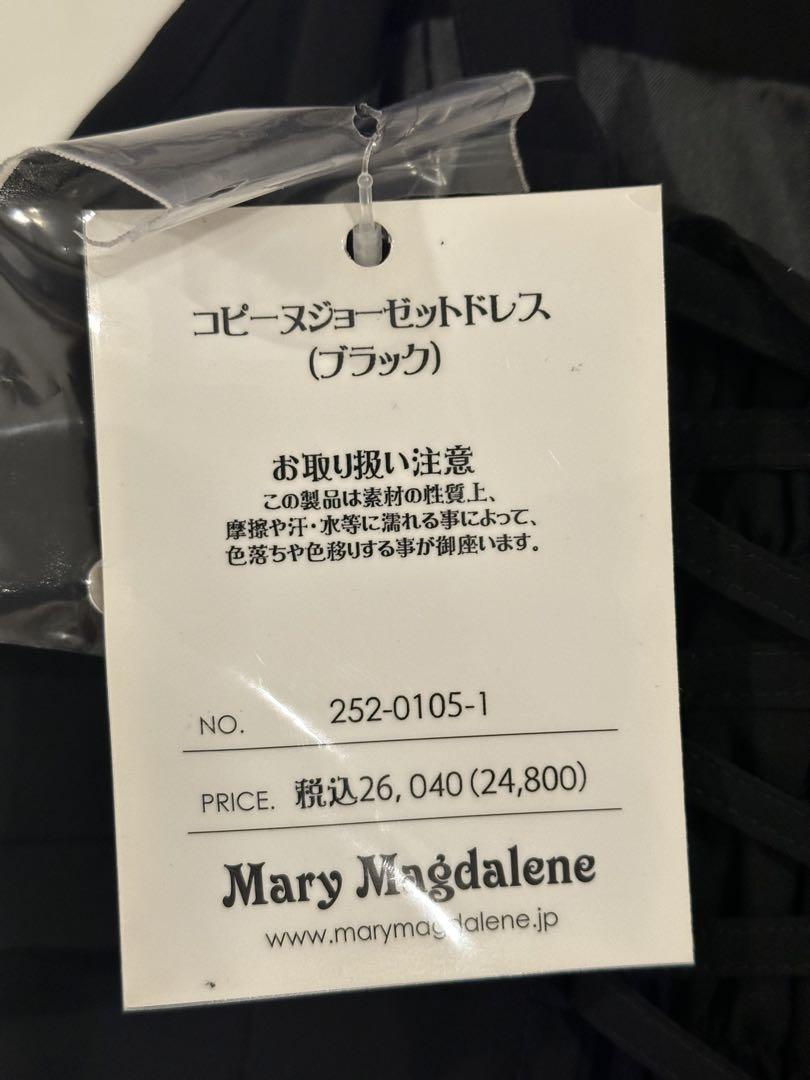 コピーヌジョーゼットドレス
(ブラック)
お取り扱い注意
この製品は素材の性質上、
摩擦や汗・水等に濡れる事によって、
色落ちや色移りする事が御座います。
NO. 252-0105-1
PRICE. 税込26,040(24,800)
Mary Magdalene
www.marymagdalene.jp